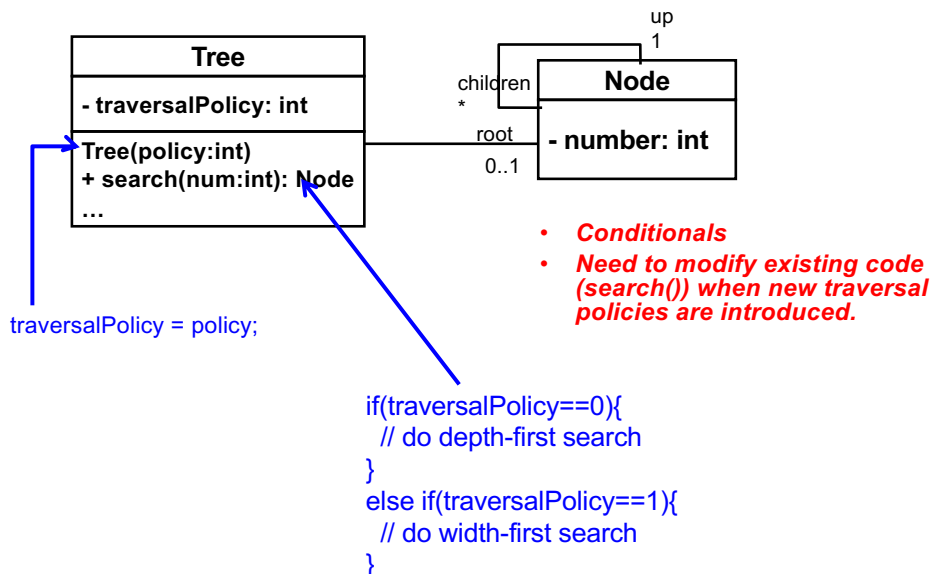 up
1
Tree
- traversalPolicy: int
Tree(policy:int)
+ search(num:int): Node
…
children
*
Node
- number: int
root
0..1
• Conditionals
• Need to modify existing code
(search()) when new traversal
policies are introduced.
traversalPolicy = policy;
if(traversalPolicy==0){
// do depth-first search
}
else if(traversalPolicy==1){
// do width-first search
}